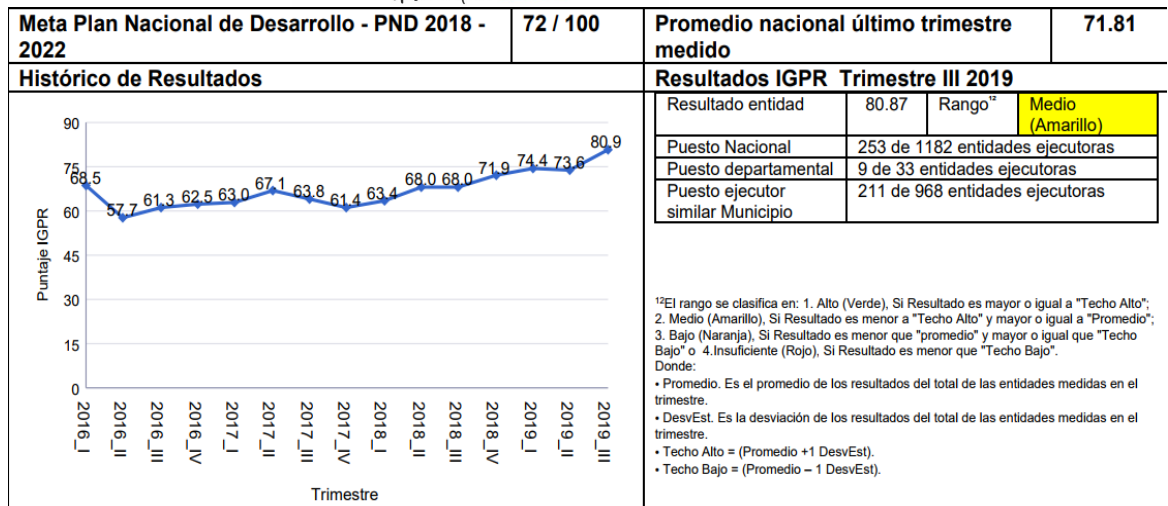 Meta Plan Nacional de Desarrollo - PND 2018 -
2022
72 / 100
Promedio nacional último trimestre
medido
71.81
Histórico de Resultados
Puntaje IGPR
90
75
60
45
30
15
0
68.5
57.7
61.3
62.5
63.0
67.1
63.8
61.4
63.4
68.0
68.0
71.9
74.4
73.6
80.9
2016_I
2016_II
2016_III
2016_IV
2017_I
2017_II
2017_III
2017_IV
2018_I
2018_II
2018_III
2018_IV
2019_I
2019_II
2019_III
Trimestre
Resultados IGPR Trimestre III 2019
Resultado entidad 80.87 Rango¹² Medio
(Amarillo)
Puesto Nacional 253 de 1182 entidades ejecutoras
Puesto departamental 9 de 33 entidades ejecutoras
Puesto ejecutor 211 de 968 entidades ejecutoras
similar Municipio
¹²El rango se clasifica en: 1. Alto (Verde), Si Resultado es mayor o igual a "Techo Alto";
2. Medio (Amarillo), Si Resultado es menor a "Techo Alto" y mayor o igual a "Promedio";
3. Bajo (Naranja), Si Resultado es menor que "promedio" y mayor o igual que "Techo
Bajo" o 4.Insuficiente (Rojo), Si Resultado es menor que "Techo Bajo".
Donde:
• Promedio. Es el promedio de los resultados del total de las entidades medidas en el
trimestre.
• DesvEst. Es la desviación de los resultados del total de las entidades medidas en el
trimestre.
• Techo Alto = (Promedio +1 DesvEst).
• Techo Bajo = (Promedio – 1 DesvEst).